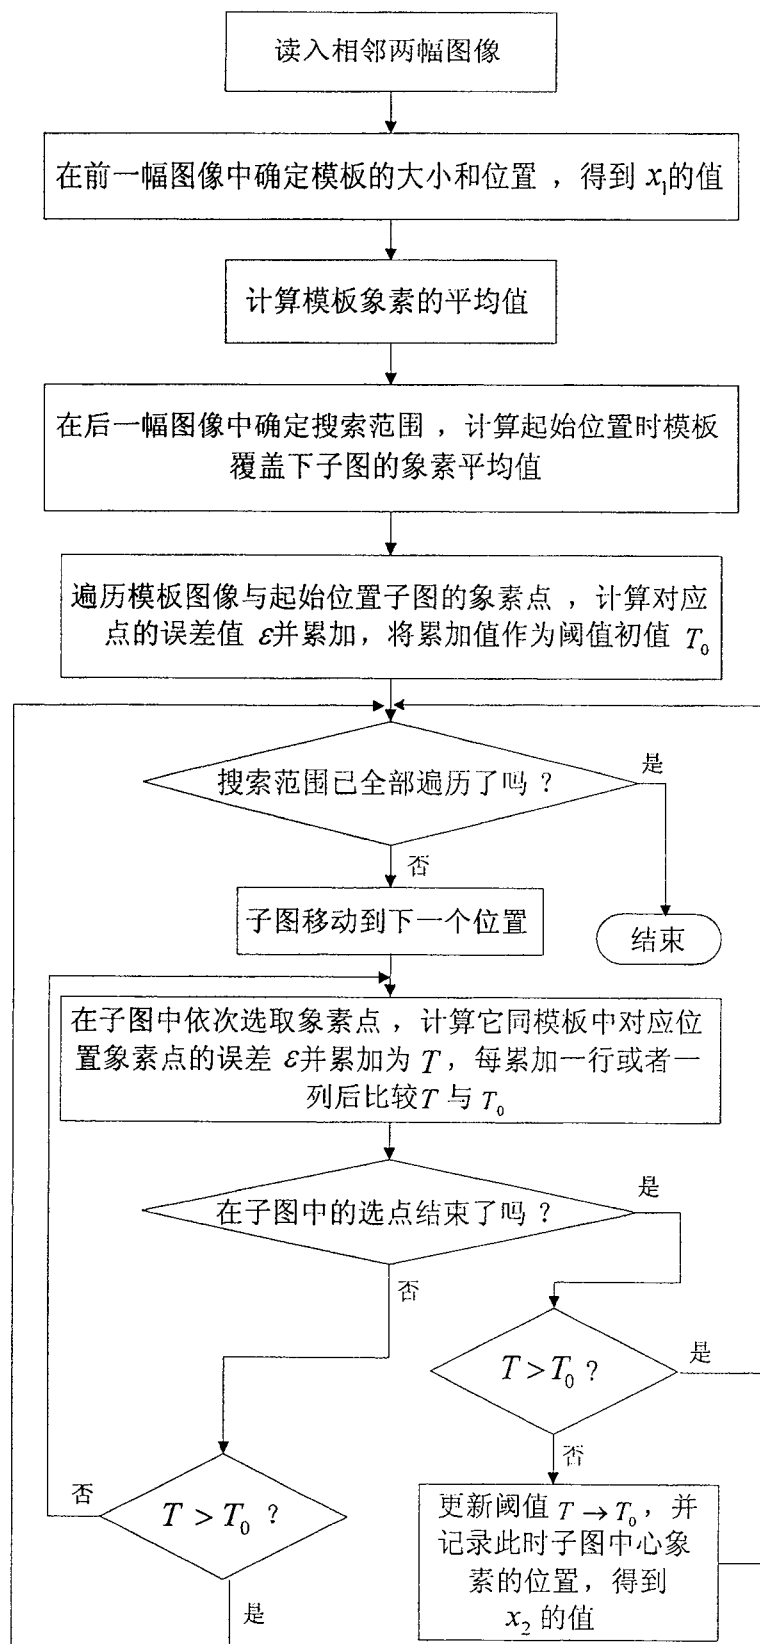 读入相邻两幅图像
在前一幅图像中确定模板的大小和位置，得到 x₁的值
计算模板象素的平均值
在后一幅图像中确定搜索范围，计算起始位置时模板
覆盖下子图的象素平均值
遍历模板图像与起始位置子图的象素点，计算对应
点的误差值 ε并累加，将累加值作为阈值初值 T₀
搜索范围已全部遍历了吗？
是
否
子图移动到下一个位置
结束
在子图中依次选取象素点，计算它同模板中对应位
置象素点的误差 ε并累加为 T，每累加一行或者一
列后比较T 与 T₀
在子图中的选点结束了吗？
是
否
T > T₀ ?
是
否
更新阈值 T → T₀，并
记录此时子图中心象
素的位置，得到
x₂ 的值
否
T > T₀ ?
是